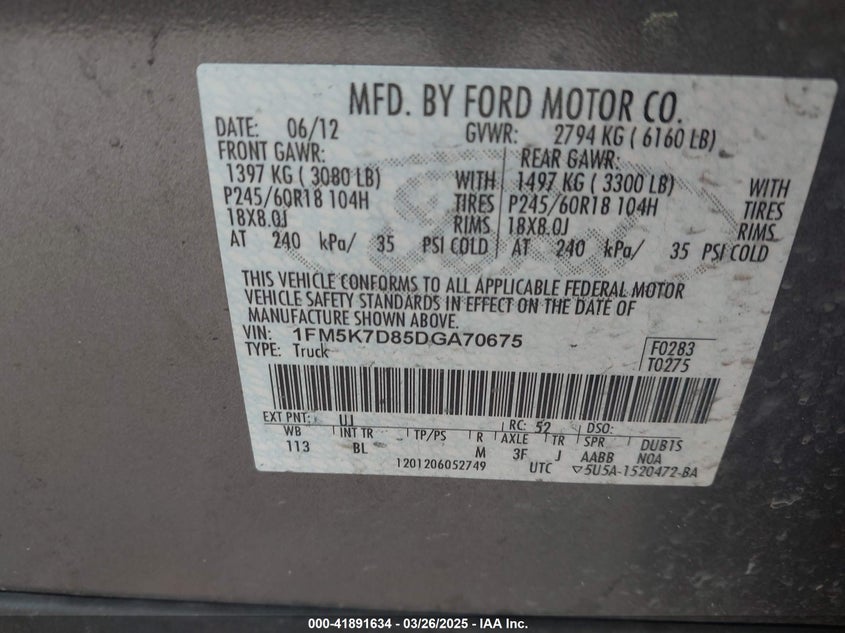 MFD. BY FORD MOTOR CO.
DATE: 06/12 GVWR: 2794 KG ( 6160 LB)
FRONT GAWR: REAR GAWR:
1397 KG ( 3080 LB) WITH 1497 KG ( 3300 LB) WITH
P245/60R18 104H TIRES P245/60R18 104H TIRES
18X8.0J RIMS 18X8.0J RIMS
AT 240 kPa/ 35 PSI COLD AT 240 kPa/ 35 PSI COLD
THIS VEHICLE CONFORMS TO ALL APPLICABLE FEDERAL MOTOR
VEHICLE SAFETY STANDARDS IN EFFECT ON THE DATE OF
MANUFACTURE SHOWN ABOVE.
VIN: 1FM5K7D85DGA70675 F0283
TYPE: Truck T0275
EXT PNT: UJ RC: 52 DSO:
WB INT TR TP/PS R AXLE TR SPR DUB1S
113 BL M 3F J AABB NOA
1201206052749 UTC ▽5U5A-1520472-BA
000-41891634 / 03/26/2025 - IAA Inc.